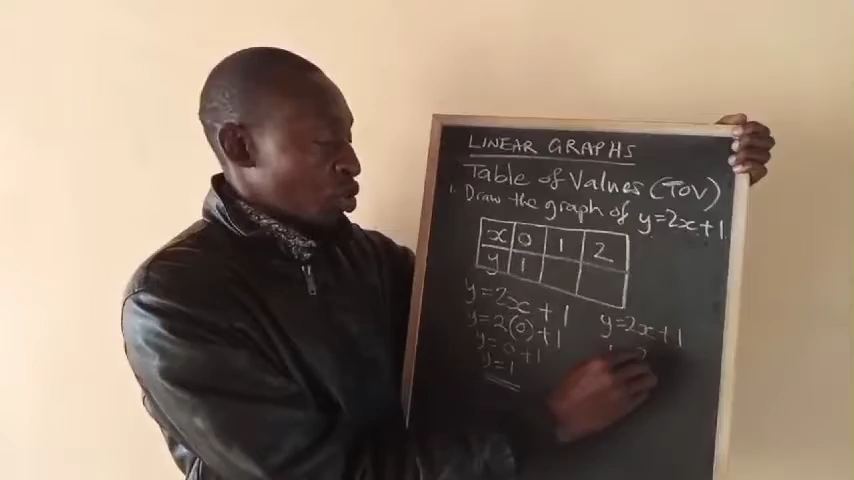 LINEAR GRAPHS
Table of Values (TOV)
1. Draw the graph of y=2x+1
x 0 1 2
y 1
y=2x+1
y=2(0)+1
y=0+1
y=1
y=2x+1